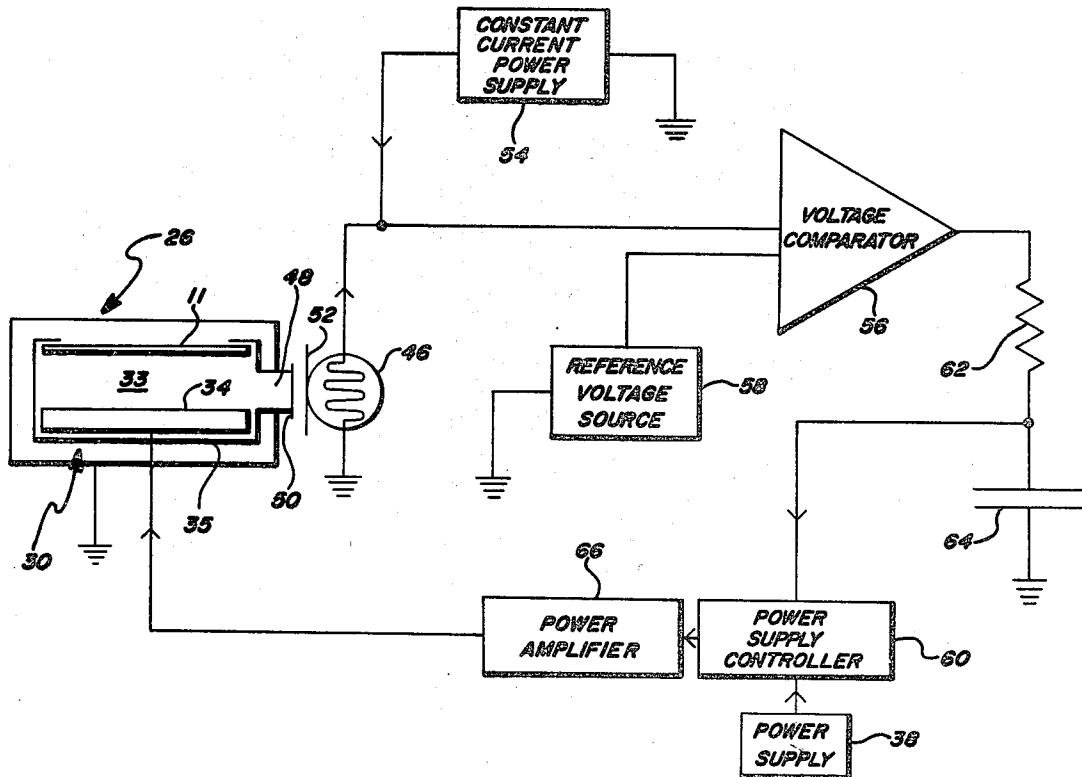 CONSTANT
CURRENT
POWER
SUPPLY
54
VOLTAGE
COMPARATOR
56
26
11
48
52
46
33
34
REFERENCE
VOLTAGE
SOURCE
58
62
50
35
30
64
66
POWER
AMPLIFIER
POWER
SUPPLY
CONTROLLER
60
POWER
SUPPLY
38